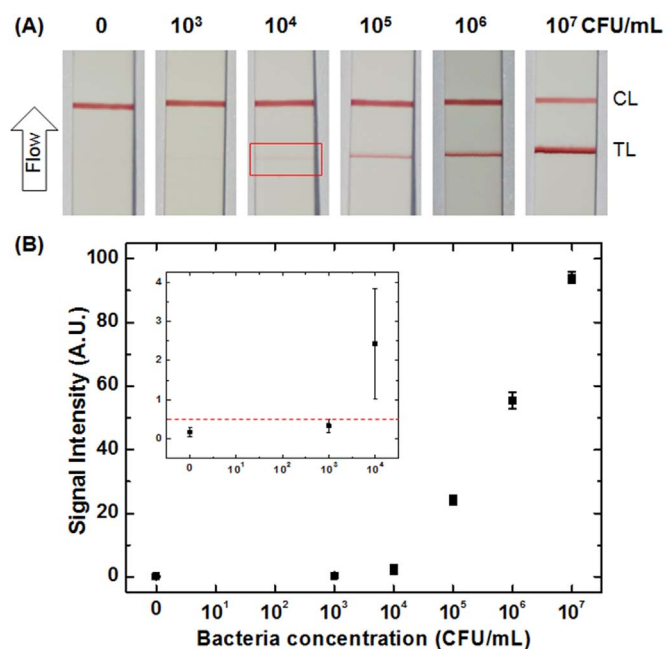 (A) 0 10³ 10⁴ 10⁵ 10⁶ 10⁷ CFU/mL
CL
TL
Flow
(B)
100
80
60
40
20
0
Signal Intensity (A.U.)
4
3
2
1
0
0 10¹ 10² 10³ 10⁴
0 10¹ 10² 10³ 10⁴ 10⁵ 10⁶ 10⁷
Bacteria concentration (CFU/mL)